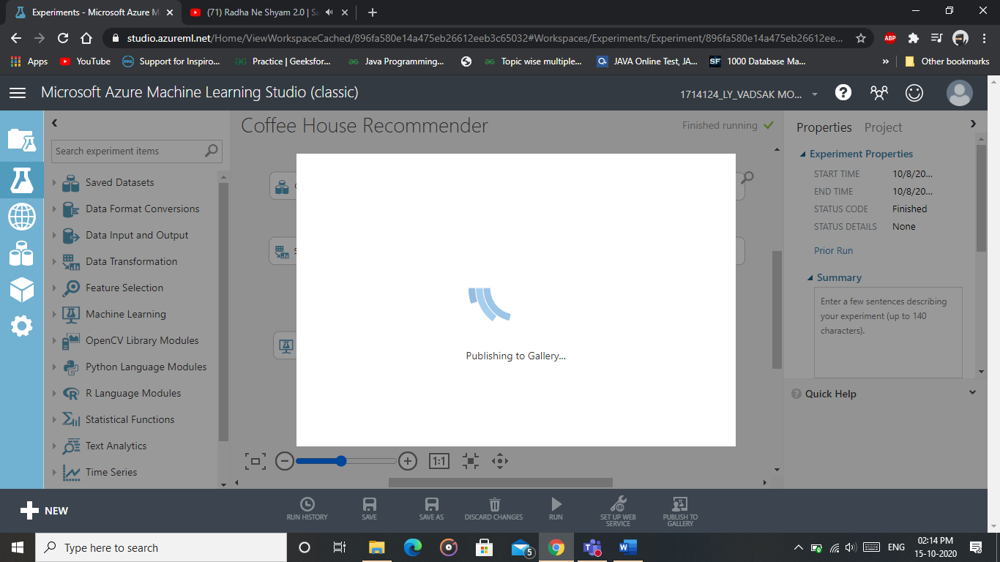 Experiments - Microsoft Azure M
(71) Radha Ne Shyam 2.0 | Sa
studio.azureml.net/Home/ViewWorkspaceCached/896fa580e14a475eb26612eeb3c65032#Workspaces/Experiments/Experiment/896fa580e14a475eb26612ee...
ABP
Apps YouTube Support for Inspiro... Practice | Geeksfor... Java Programming... Topic wise multiple... JAVA Online Test, JA... SF 1000 Database Ma... » Other bookmarks
Microsoft Azure Machine Learning Studio (classic)
1714124_LY_VADSAK MO...
Coffee House Recommender
Finished running
Search experiment items
Saved Datasets
Data Format Conversions
Data Input and Output
Data Transformation
Feature Selection
Machine Learning
OpenCV Library Modules
Python Language Modules
R Language Modules
Statistical Functions
Text Analytics
Time Series
Publishing to Gallery...
1:1
Properties Project
Experiment Properties
START TIME 10/8/20...
END TIME 10/8/20...
STATUS CODE Finished
STATUS DETAILS None
Prior Run
Summary
Enter a few sentences describing
your experiment (up to 140
characters).
Quick Help
NEW
RUN HISTORY
SAVE
SAVE AS
DISCARD CHANGES
RUN
SET UP WEB
SERVICE
PUBLISH TO
GALLERY
Type here to search
5
ENG
02:14 PM
15-10-2020